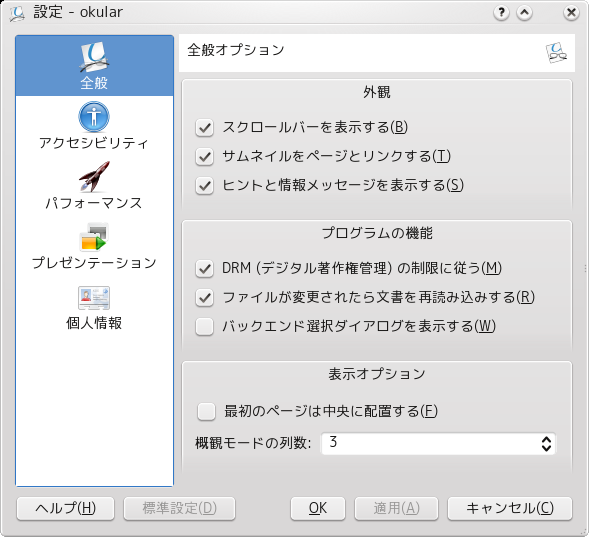 設定 - okular
全般
アクセシビリティ
パフォーマンス
プレゼンテーション
個人情報
全般オプション
外観
スクロールバーを表示する(B)
サムネイルをページとリンクする(T)
ヒントと情報メッセージを表示する(S)
プログラムの機能
DRM (デジタル著作権管理) の制限に従う(M)
ファイルが変更されたら文書を再読み込みする(R)
バックエンド選択ダイアログを表示する(W)
表示オプション
最初のページは中央に配置する(F)
概観モードの列数: 3
ヘルプ(H) 標準設定(D) OK 適用(A) キャンセル(C)